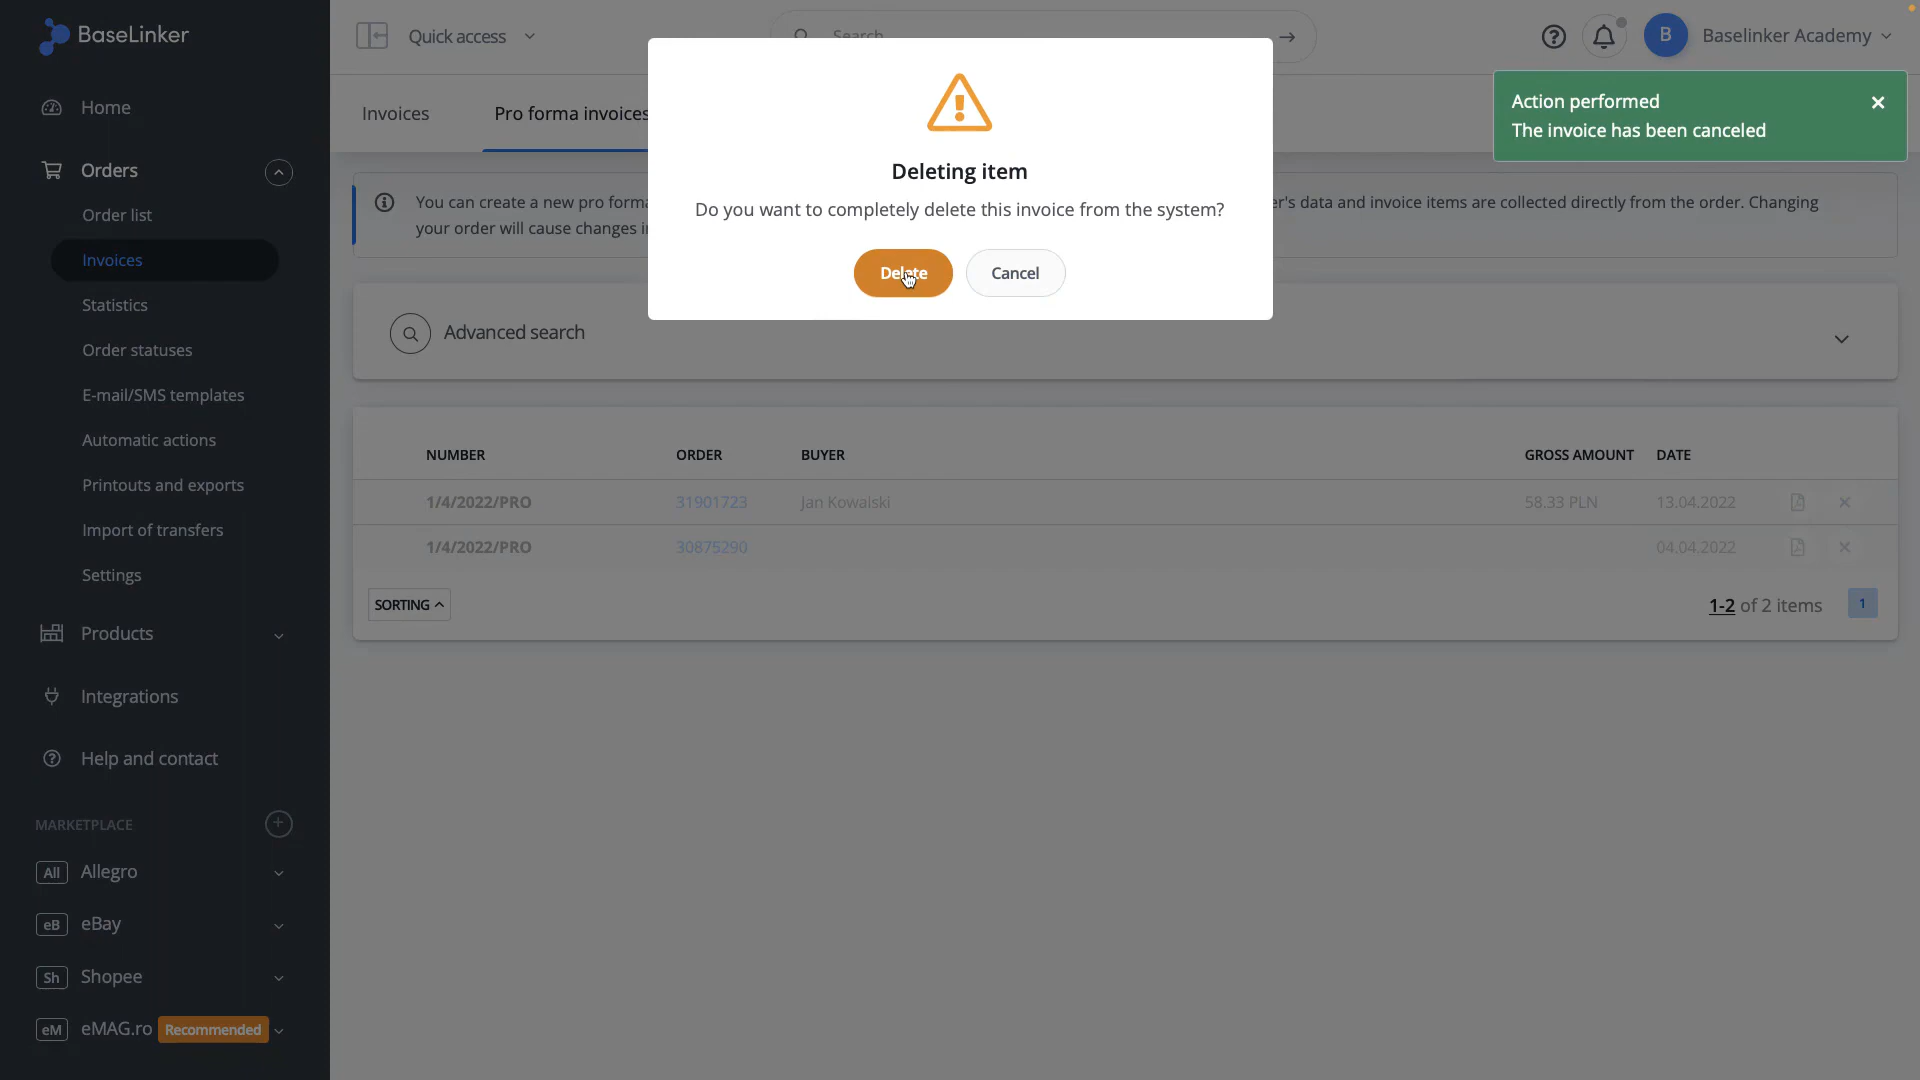 BaseLinker
Quick access
Search
B
Baselinker Academy
Home
Orders
Order list
Invoices
Statistics
Order statuses
E-mail/SMS templates
Automatic actions
Printouts and exports
Import of transfers
Settings
Products
Integrations
Help and contact
MARKETPLACE
All Allegro
eB eBay
Sh Shopee
eM eMAG.ro Recommended
Invoices
Pro forma invoices
Action performed
The invoice has been canceled
Deleting item
Do you want to completely delete this invoice from the system?
Delete
Cancel
You can create a new pro forma
er's data and invoice items are collected directly from the order. Changing
your order will cause changes i
Advanced search
NUMBER ORDER BUYER GROSS AMOUNT DATE
1/4/2022/PRO 31901723 Jan Kowalski 58.33 PLN 13.04.2022
1/4/2022/PRO 30875290 04.04.2022
SORTING
1-2 of 2 items 1